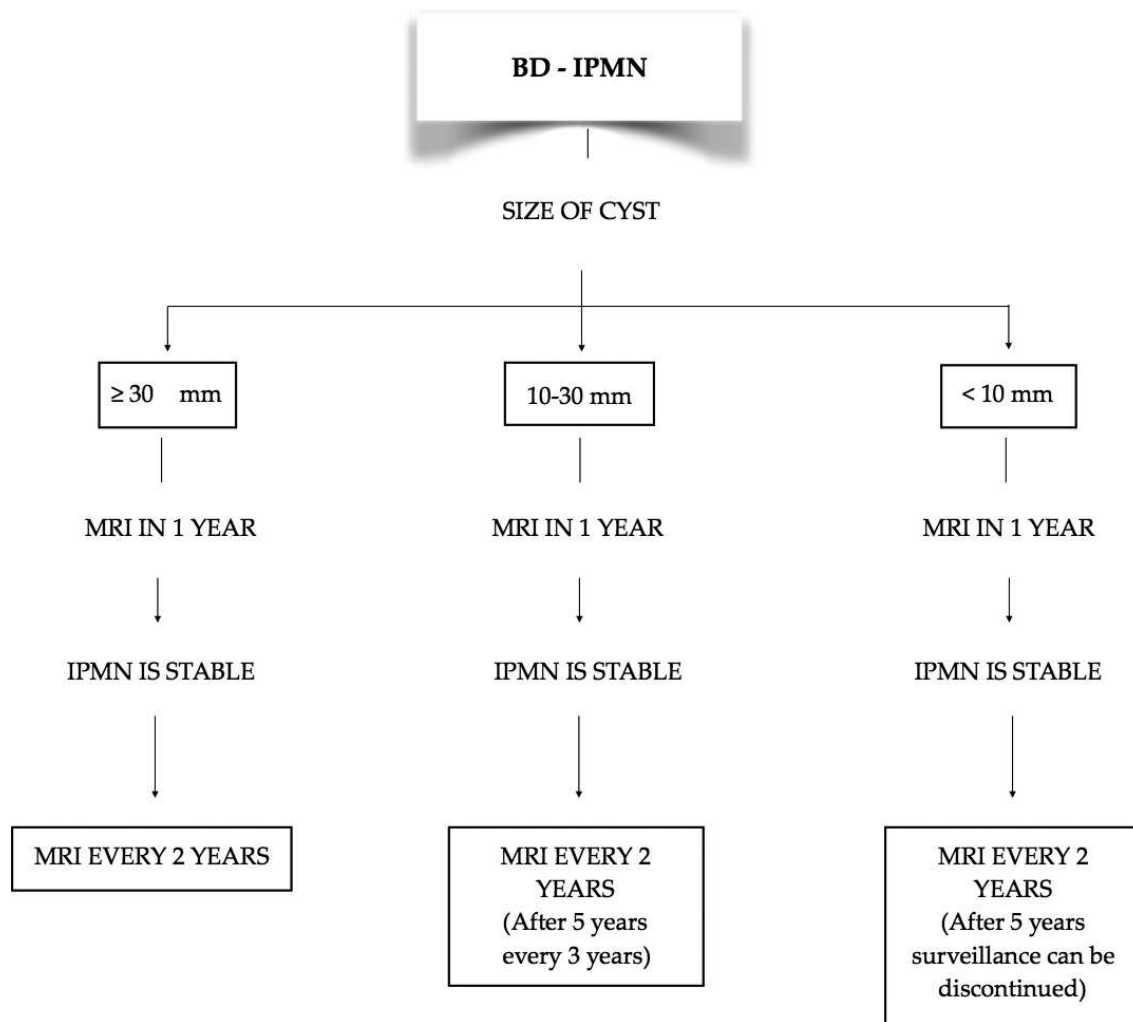 BD - IPMN
SIZE OF CYST
≥ 30 mm
10-30 mm
< 10 mm
MRI IN 1 YEAR
MRI IN 1 YEAR
MRI IN 1 YEAR
IPMN IS STABLE
IPMN IS STABLE
IPMN IS STABLE
MRI EVERY 2 YEARS
MRI EVERY 2
YEARS
(After 5 years
every 3 years)
MRI EVERY 2
YEARS
(After 5 years
surveillance can be
discontinued)